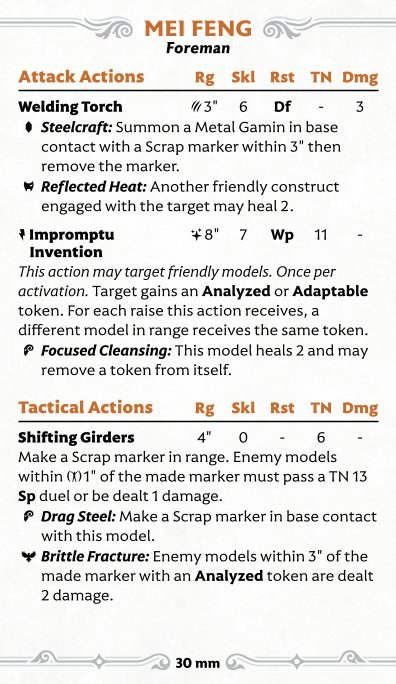 MEI FENG
Foreman
Attack Actions Rg Skl Rst TN Dmg
Welding Torch 3" 6 Df - 3
Steelcraft: Summon a Metal Gamin in base
contact with a Scrap marker within 3" then
remove the marker.
Reflected Heat: Another friendly construct
engaged with the target may heal 2.
Impromptu 8" 7 Wp 11 -
Invention
This action may target friendly models. Once per
activation. Target gains an Analyzed or Adaptable
token. For each raise this action receives, a
different model in range receives the same token.
Focused Cleansing: This model heals 2 and may
remove a token from itself.
Tactical Actions Rg Skl Rst TN Dmg
Shifting Girders 4" 0 - 6 -
Make a Scrap marker in range. Enemy models
within 1" of the made marker must pass a TN 13
Sp duel or be dealt 1 damage.
Drag Steel: Make a Scrap marker in base contact
with this model.
Brittle Fracture: Enemy models within 3" of the
made marker with an Analyzed token are dealt
2 damage.
30 mm